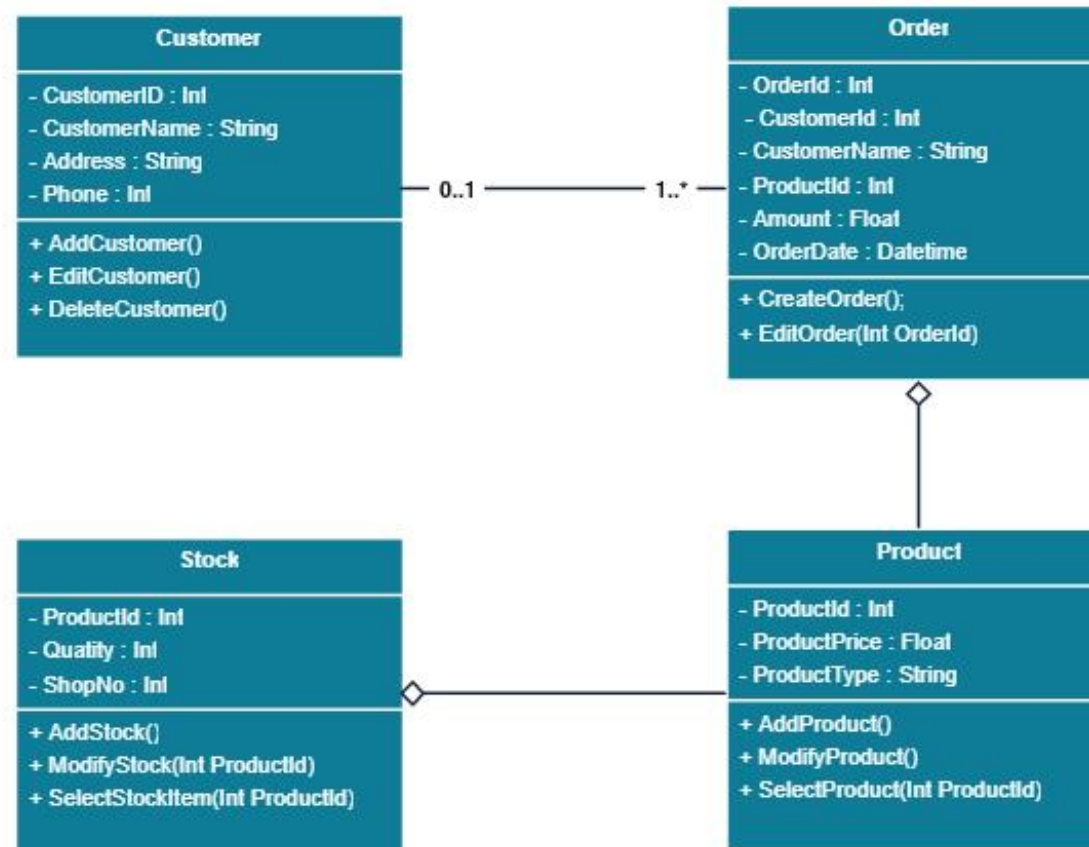 Customer
- CustomerID : Int
- CustomerName : String
- Address : String
- Phone : Int
+ AddCustomer()
+ EditCustomer()
+ DeleteCustomer()
0..1
1..*
Order
- OrderId : Int
- CustomerId : Int
- CustomerName : String
- ProductId : Int
- Amount : Float
- OrderDate : Datetime
+ CreateOrder();
+ EditOrder(Int OrderId)
Stock
- ProductId : Int
- Quatity : Int
- ShopNo : Int
+ AddStock()
+ ModifyStock(Int ProductId)
+ SelectStockItem(Int ProductId)
Product
- ProductId : Int
- ProductPrice : Float
- ProductType : String
+ AddProduct()
+ ModifyProduct()
+ SelectProduct(Int ProductId)